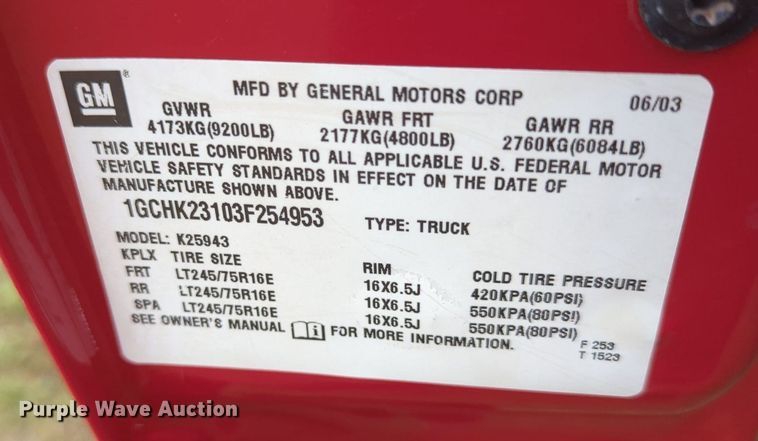 GM ®
MFD BY GENERAL MOTORS CORP 06/03
GVWR GAWR FRT GAWR RR
4173KG(9200LB) 2177KG(4800LB) 2760KG(6084LB)
THIS VEHICLE CONFORMS TO ALL APPLICABLE U.S. FEDERAL MOTOR
VEHICLE SAFETY STANDARDS IN EFFECT ON THE DATE OF
MANUFACTURE SHOWN ABOVE.
1GCHK23103F254953 TYPE: TRUCK
MODEL: K25943
KPLX TIRE SIZE RIM COLD TIRE PRESSURE
FRT LT245/75R16E 16X6.5J 420KPA(60PSI)
RR LT245/75R16E 16X6.5J 550KPA(80PSI)
SPA LT245/75R16E 16X6.5J 550KPA(80PSI)
SEE OWNER'S MANUAL i FOR MORE INFORMATION.
F 253
T 1523
Purple Wave Auction